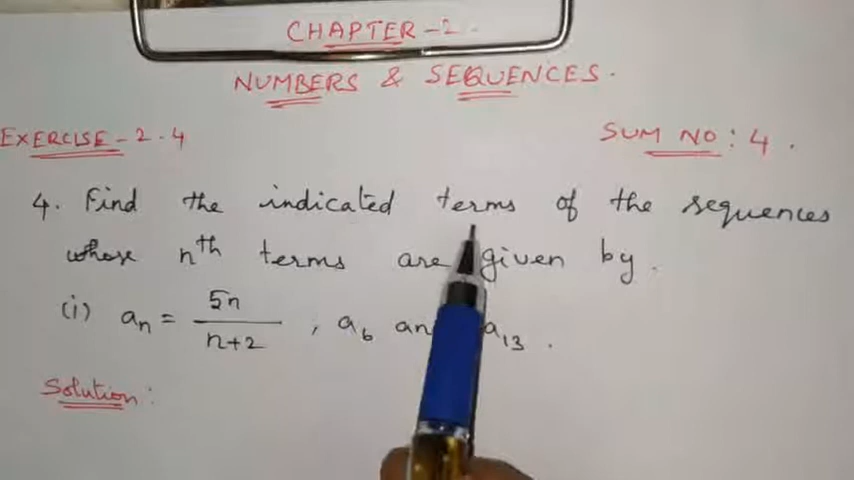 CHAPTER-2.
NUMBERS & SEQUENCES.
EXERCISE-2.4
SUM NO: 4.
4. Find the indicated terms of the sequences
whose nth terms are given by.
(i) aₙ = 5n/(n+2), a₆ an a₁₃.
Solution: